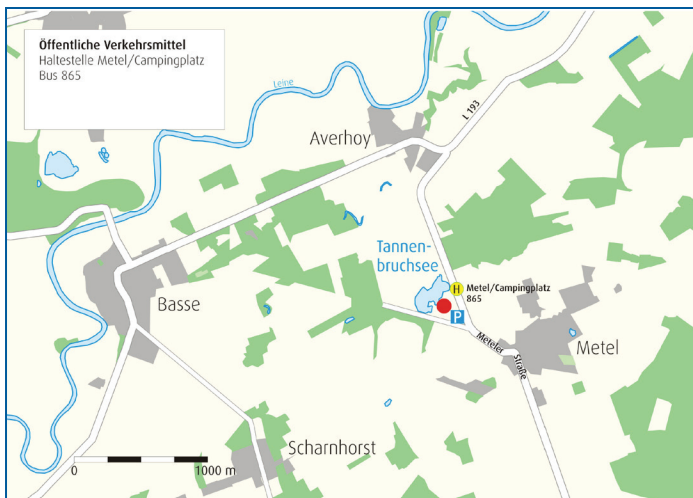 Öffentliche Verkehrsmittel
Haltestelle Metel/Campingplatz
Bus 865
Leine
L 193
Averhoy
Tannen-
bruchsee
H
Metel/Campingplatz
865
P
Basse
Meteler
Straße
Metel
Scharnhorst
0
1000 m